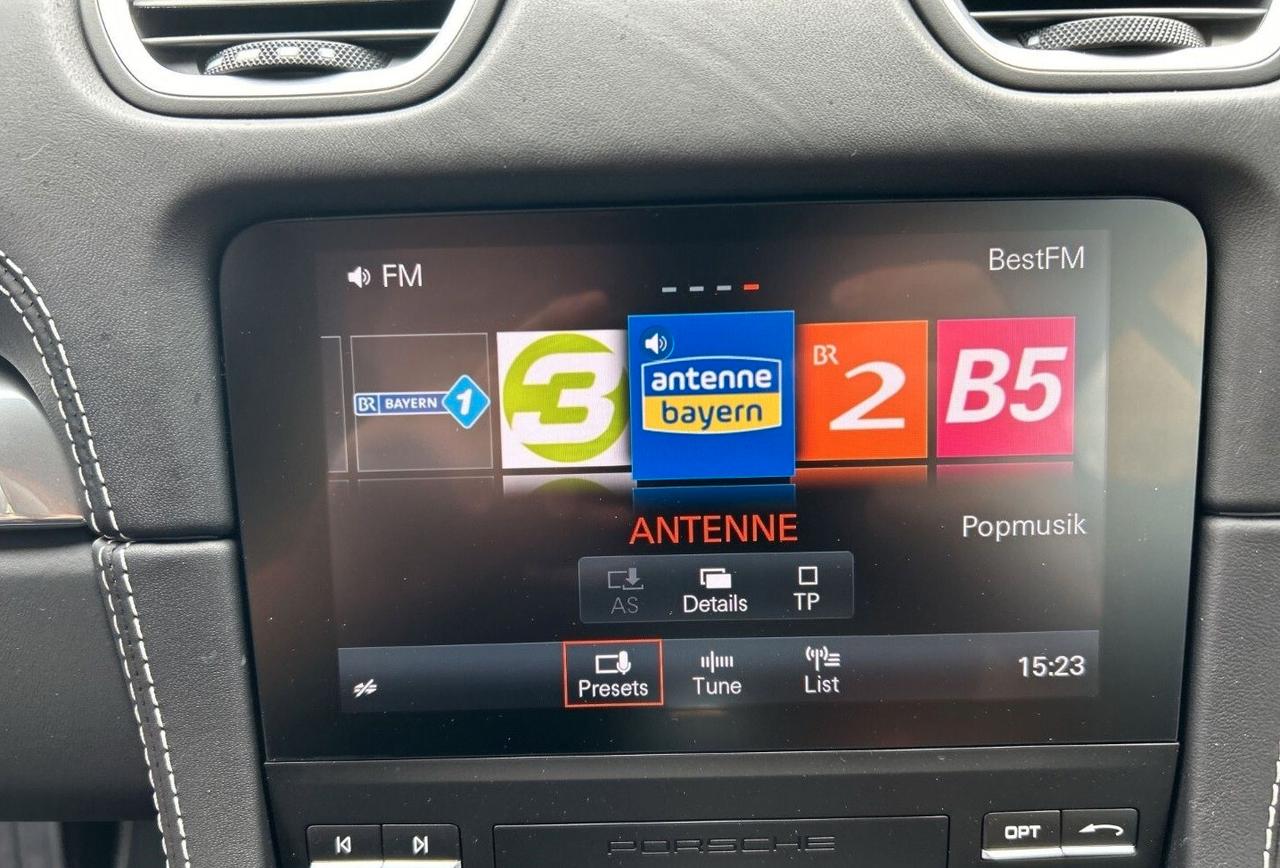 FM
BestFM
BR BAYERN 1
3
antenne
bayern
BR
2
B5
ANTENNE
Popmusik
AS
Details
TP
Presets
Tune
List
15:23
OPT
PORSCHE